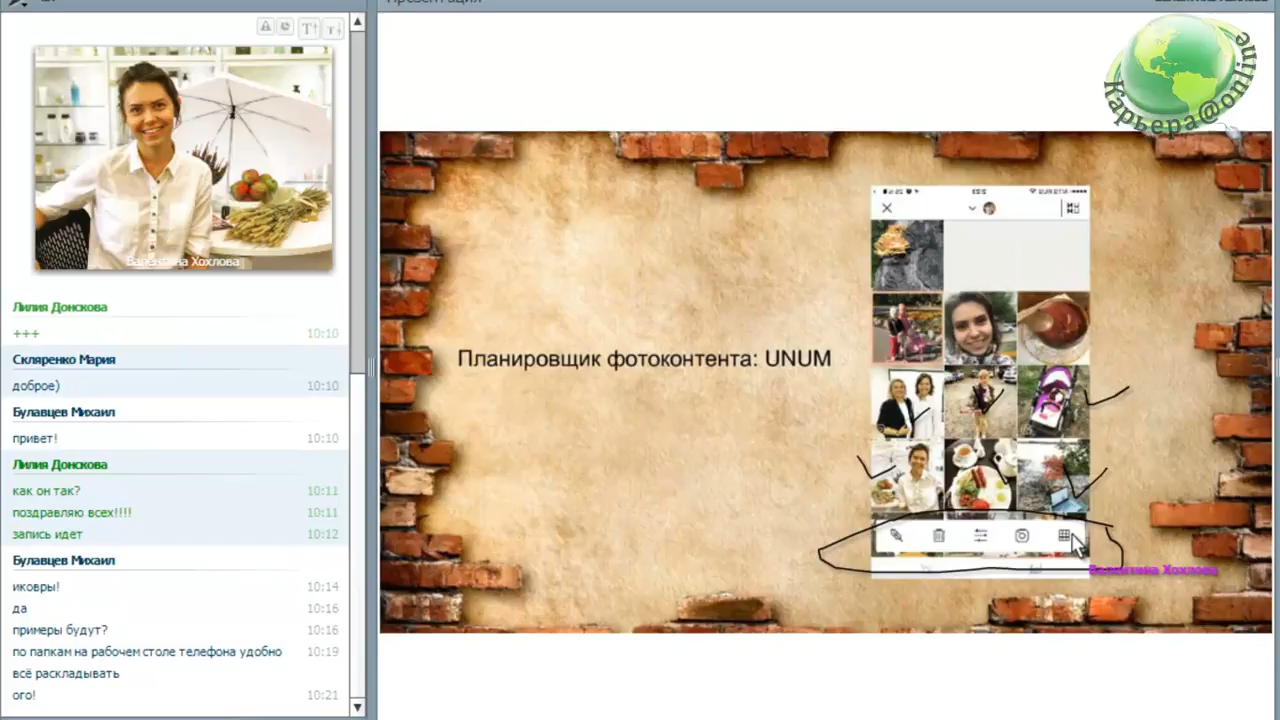 Презентация
Карьера@online
Валентина Хохлова
Лилия Донскова
+++ 10:10
Скляренко Мария
доброе) 10:10
Булавцев Михаил
привет! 10:10
Лилия Донскова
как он так? 10:11
поздравляю всех!!!! 10:11
запись идет 10:12
Булавцев Михаил
иковры! 10:14
да 10:16
примеры будут? 10:16
по папкам на рабочем столе телефона удобно 10:19
всё раскладывать
ого! 10:21
Планировщик фотоконтента: UNUM
Валентина Хохлова